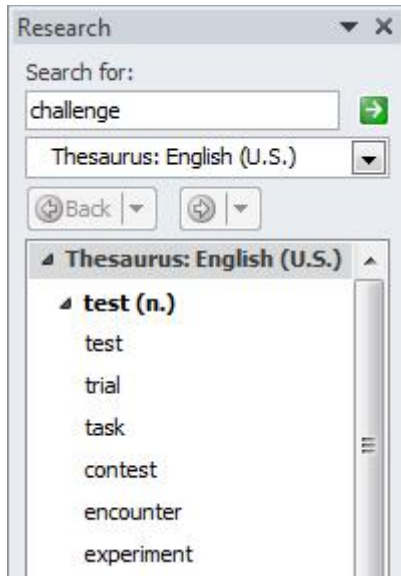 Research
Search for:
challenge
Thesaurus: English (U.S.)
Back
Thesaurus: English (U.S.)
test (n.)
test
trial
task
contest
encounter
experiment